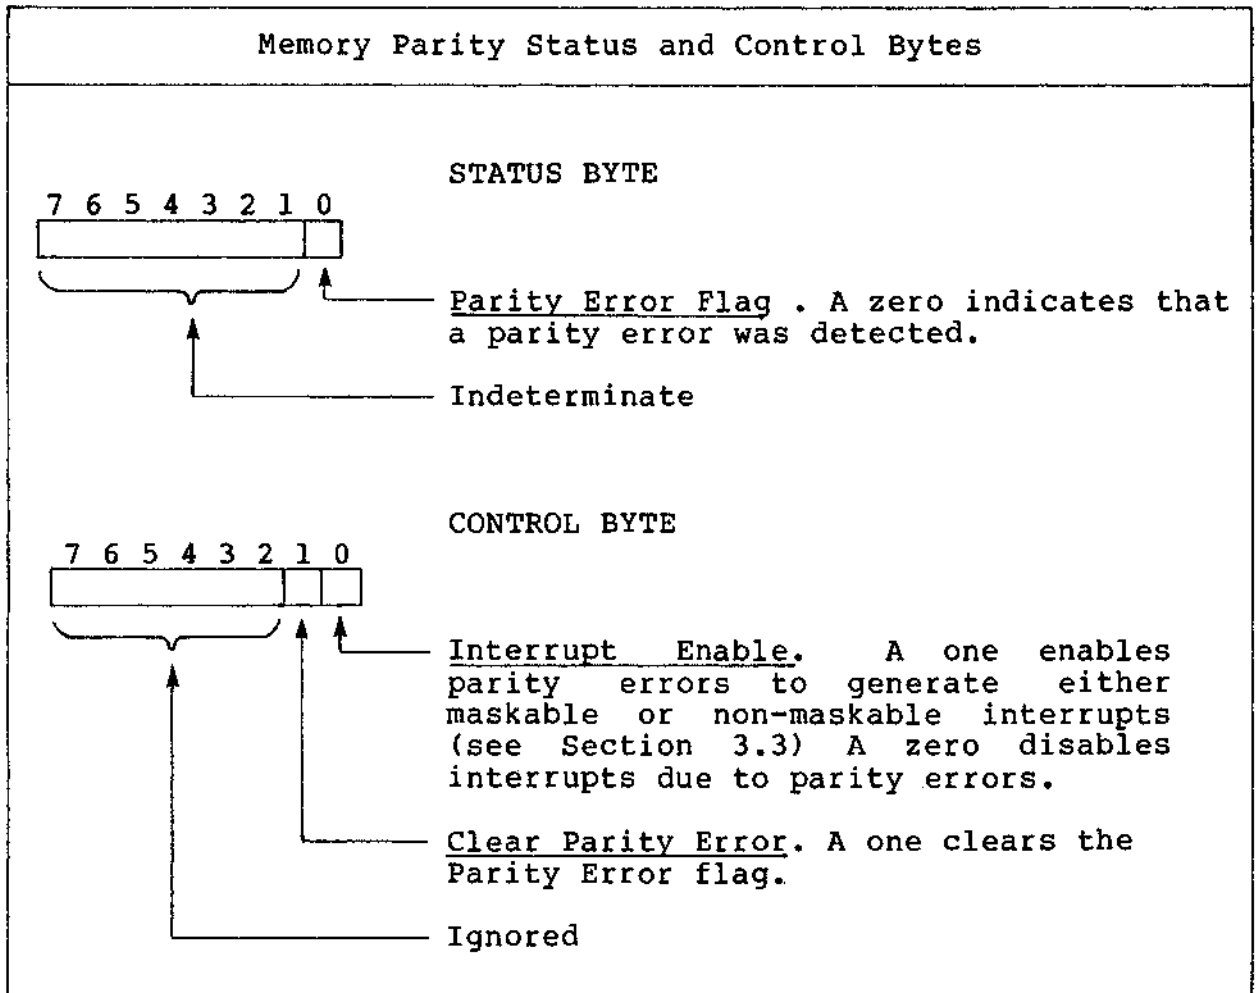 Memory Parity Status and Control Bytes
STATUS BYTE
7 6 5 4 3 2 1 0
Parity Error Flag . A zero indicates that
a parity error was detected.
Indeterminate
CONTROL BYTE
7 6 5 4 3 2 1 0
Interrupt Enable. A one enables
parity errors to generate either
maskable or non-maskable interrupts
(see Section 3.3) A zero disables
interrupts due to parity errors.
Clear Parity Error. A one clears the
Parity Error flag.
Ignored